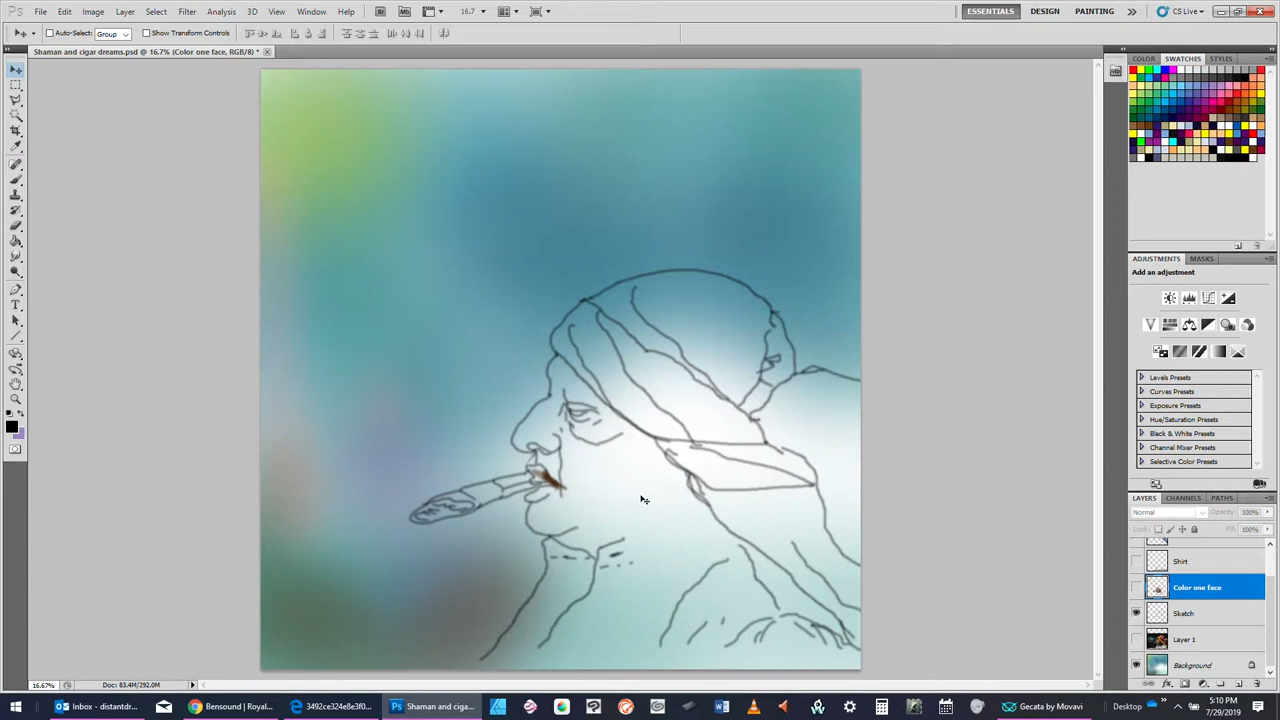 Ps File Edit Image Layer Select Filter Analysis 3D View Window Help Br Mb 16.7 ESSENTIALS DESIGN PAINTING CS Live
Auto-Select: Group Show Transform Controls
Shaman and cigar dreams.psd @ 16.7% (Color one face, RGB/8) *
COLOR SWATCHES STYLES
ADJUSTMENTS MASKS
Add an adjustment
Levels Presets
Curves Presets
Exposure Presets
Hue/Saturation Presets
Black & White Presets
Channel Mixer Presets
Selective Color Presets
LAYERS CHANNELS PATHS
Normal Opacity: 100%
Lock: Fill: 100%
Shirt
Color one face
Sketch
Layer 1
Background
16.67% Doc: 83.4M/292.0M
Inbox - distantdr... Bensound | Royal... 3492ce324e8e3f0... Shaman and ciga... Gecata by Movavi Desktop 5:10 PM
7/29/2019